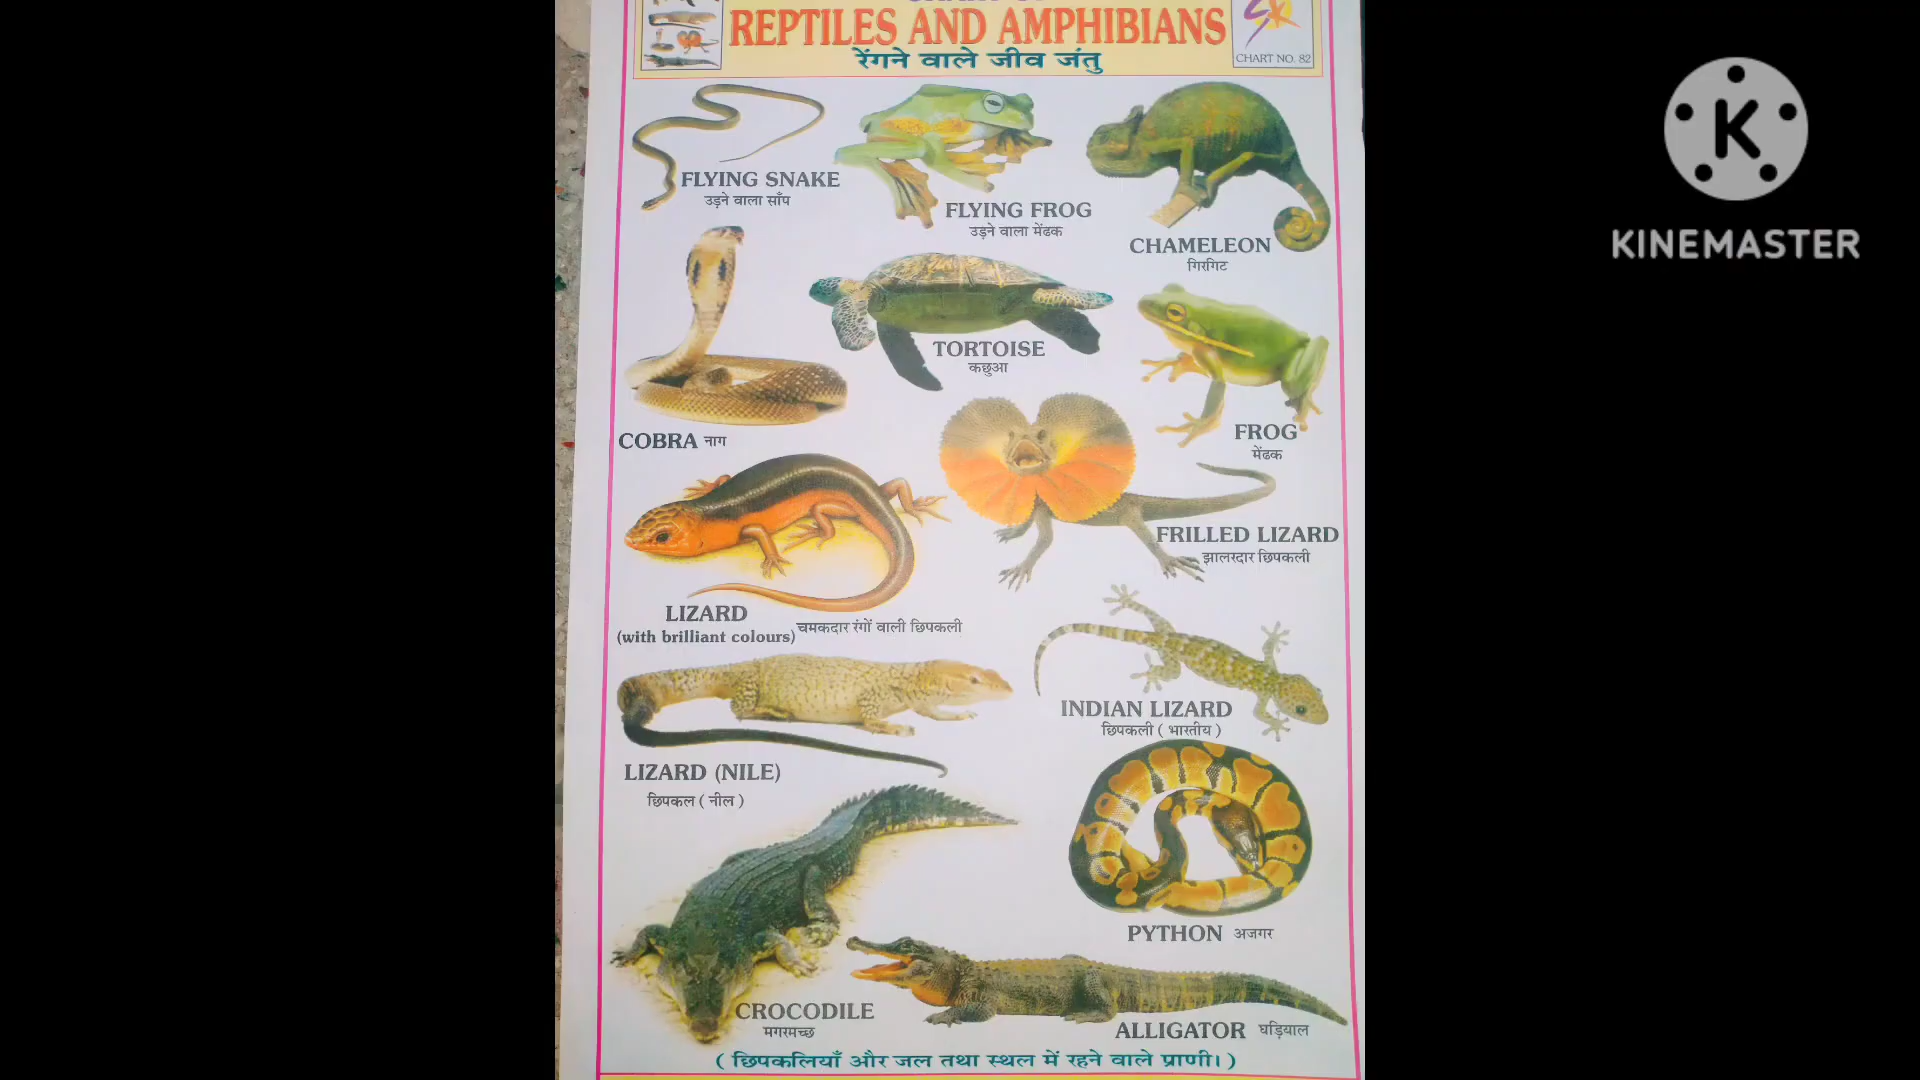 REPTILES AND AMPHIBIANS
रेंगने वाले जीव जंतु
SK
CHART NO. 82
FLYING SNAKE
उड़ने वाला साँप
FLYING FROG
उड़ने वाला मेंढक
CHAMELEON
गिरगिट
KINEMASTER
TORTOISE
कछुआ
COBRA नाग
FROG
मेंढक
FRILLED LIZARD
झालरदार छिपकली
LIZARD
(with brilliant colours) चमकदार रंगों वाली छिपकली
INDIAN LIZARD
छिपकली ( भारतीय )
LIZARD (NILE)
छिपकल ( नील )
PYTHON अजगर
CROCODILE
मगरमच्छ
ALLIGATOR घड़ियाल
( छिपकलियाँ और जल तथा स्थल में रहने वाले प्राणी। )